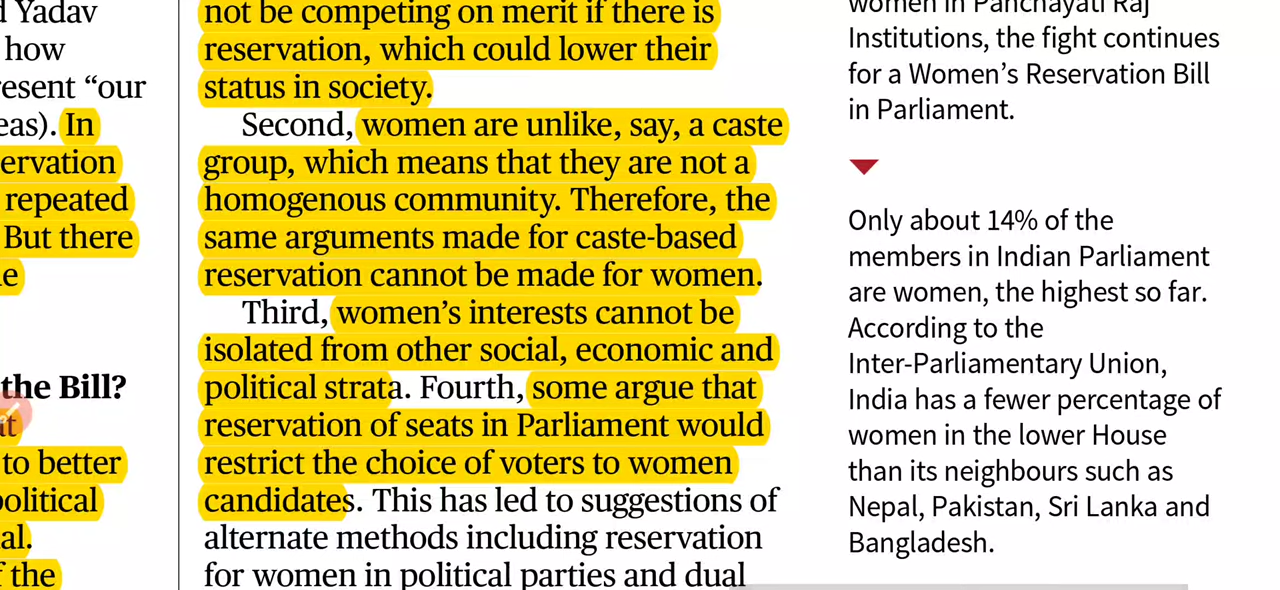 d Yadav
how
resent “our
eas). In
ervation
repeated
But there
e
the Bill?
at
to better
political
al.
f the
not be competing on merit if there is
reservation, which could lower their
status in society.
Second, women are unlike, say, a caste
group, which means that they are not a
homogenous community. Therefore, the
same arguments made for caste-based
reservation cannot be made for women.
Third, women’s interests cannot be
isolated from other social, economic and
political strata. Fourth, some argue that
reservation of seats in Parliament would
restrict the choice of voters to women
candidates. This has led to suggestions of
alternate methods including reservation
for women in political parties and dual
women in Panchayati Raj
Institutions, the fight continues
for a Women’s Reservation Bill
in Parliament.
Only about 14% of the
members in Indian Parliament
are women, the highest so far.
According to the
Inter-Parliamentary Union,
India has a fewer percentage of
women in the lower House
than its neighbours such as
Nepal, Pakistan, Sri Lanka and
Bangladesh.